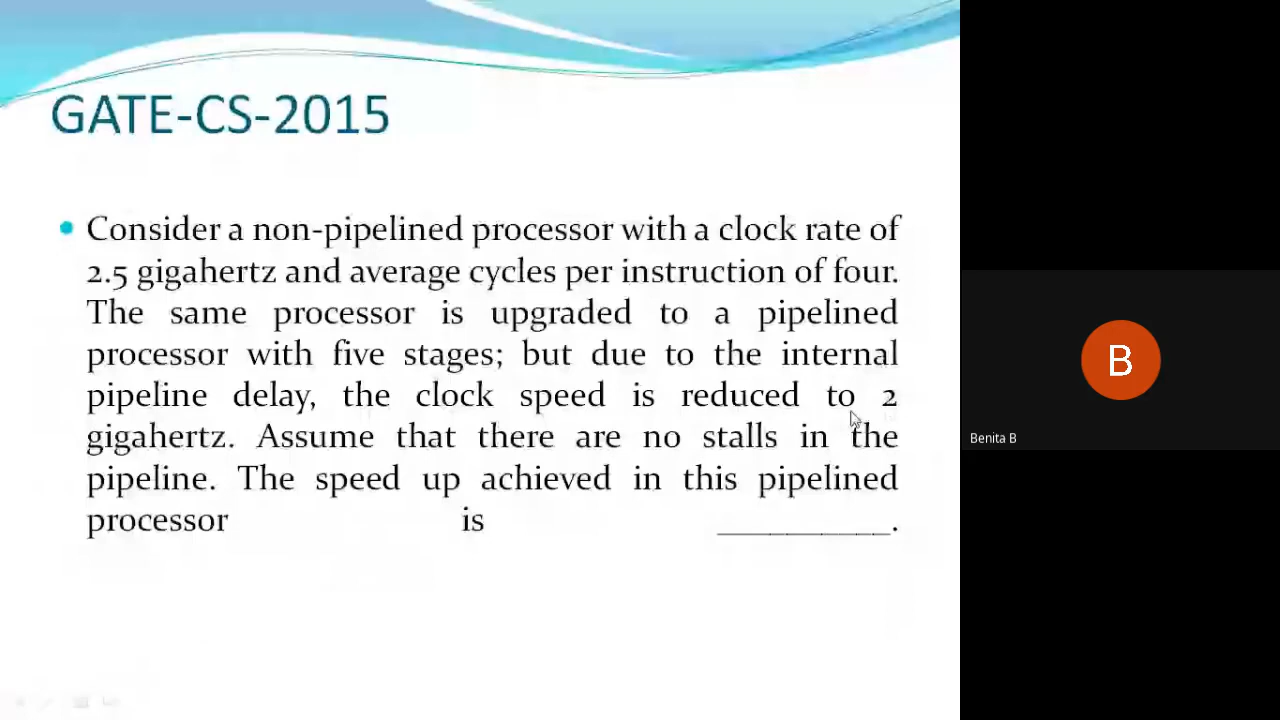 GATE-CS-2015
• Consider a non-pipelined processor with a clock rate of
2.5 gigahertz and average cycles per instruction of four.
The same processor is upgraded to a pipelined
processor with five stages; but due to the internal
pipeline delay, the clock speed is reduced to 2
gigahertz. Assume that there are no stalls in the
pipeline. The speed up achieved in this pipelined
processor is __________.
B
Benita B